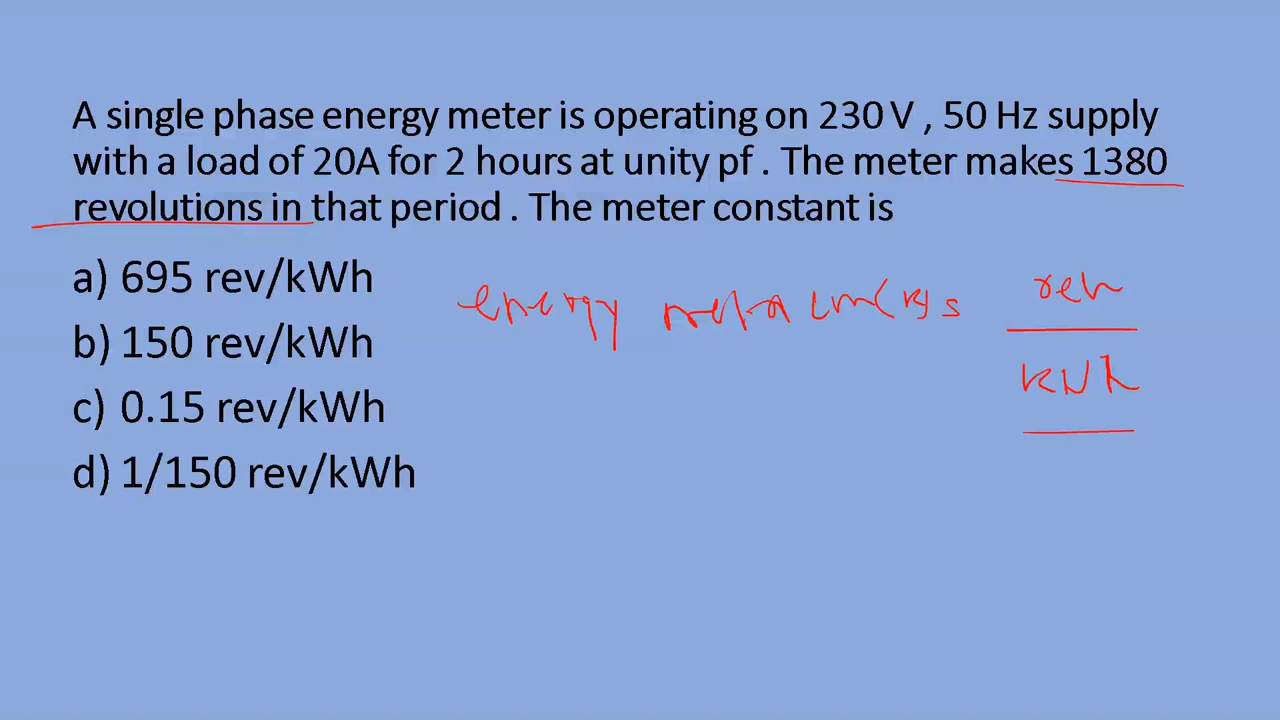 A single phase energy meter is operating on 230 V , 50 Hz supply
with a load of 20A for 2 hours at unity pf . The meter makes 1380
revolutions in that period . The meter constant is
a) 695 rev/kWh
b) 150 rev/kWh
c) 0.15 rev/kWh
d) 1/150 rev/kWh
energy
rev
kWh